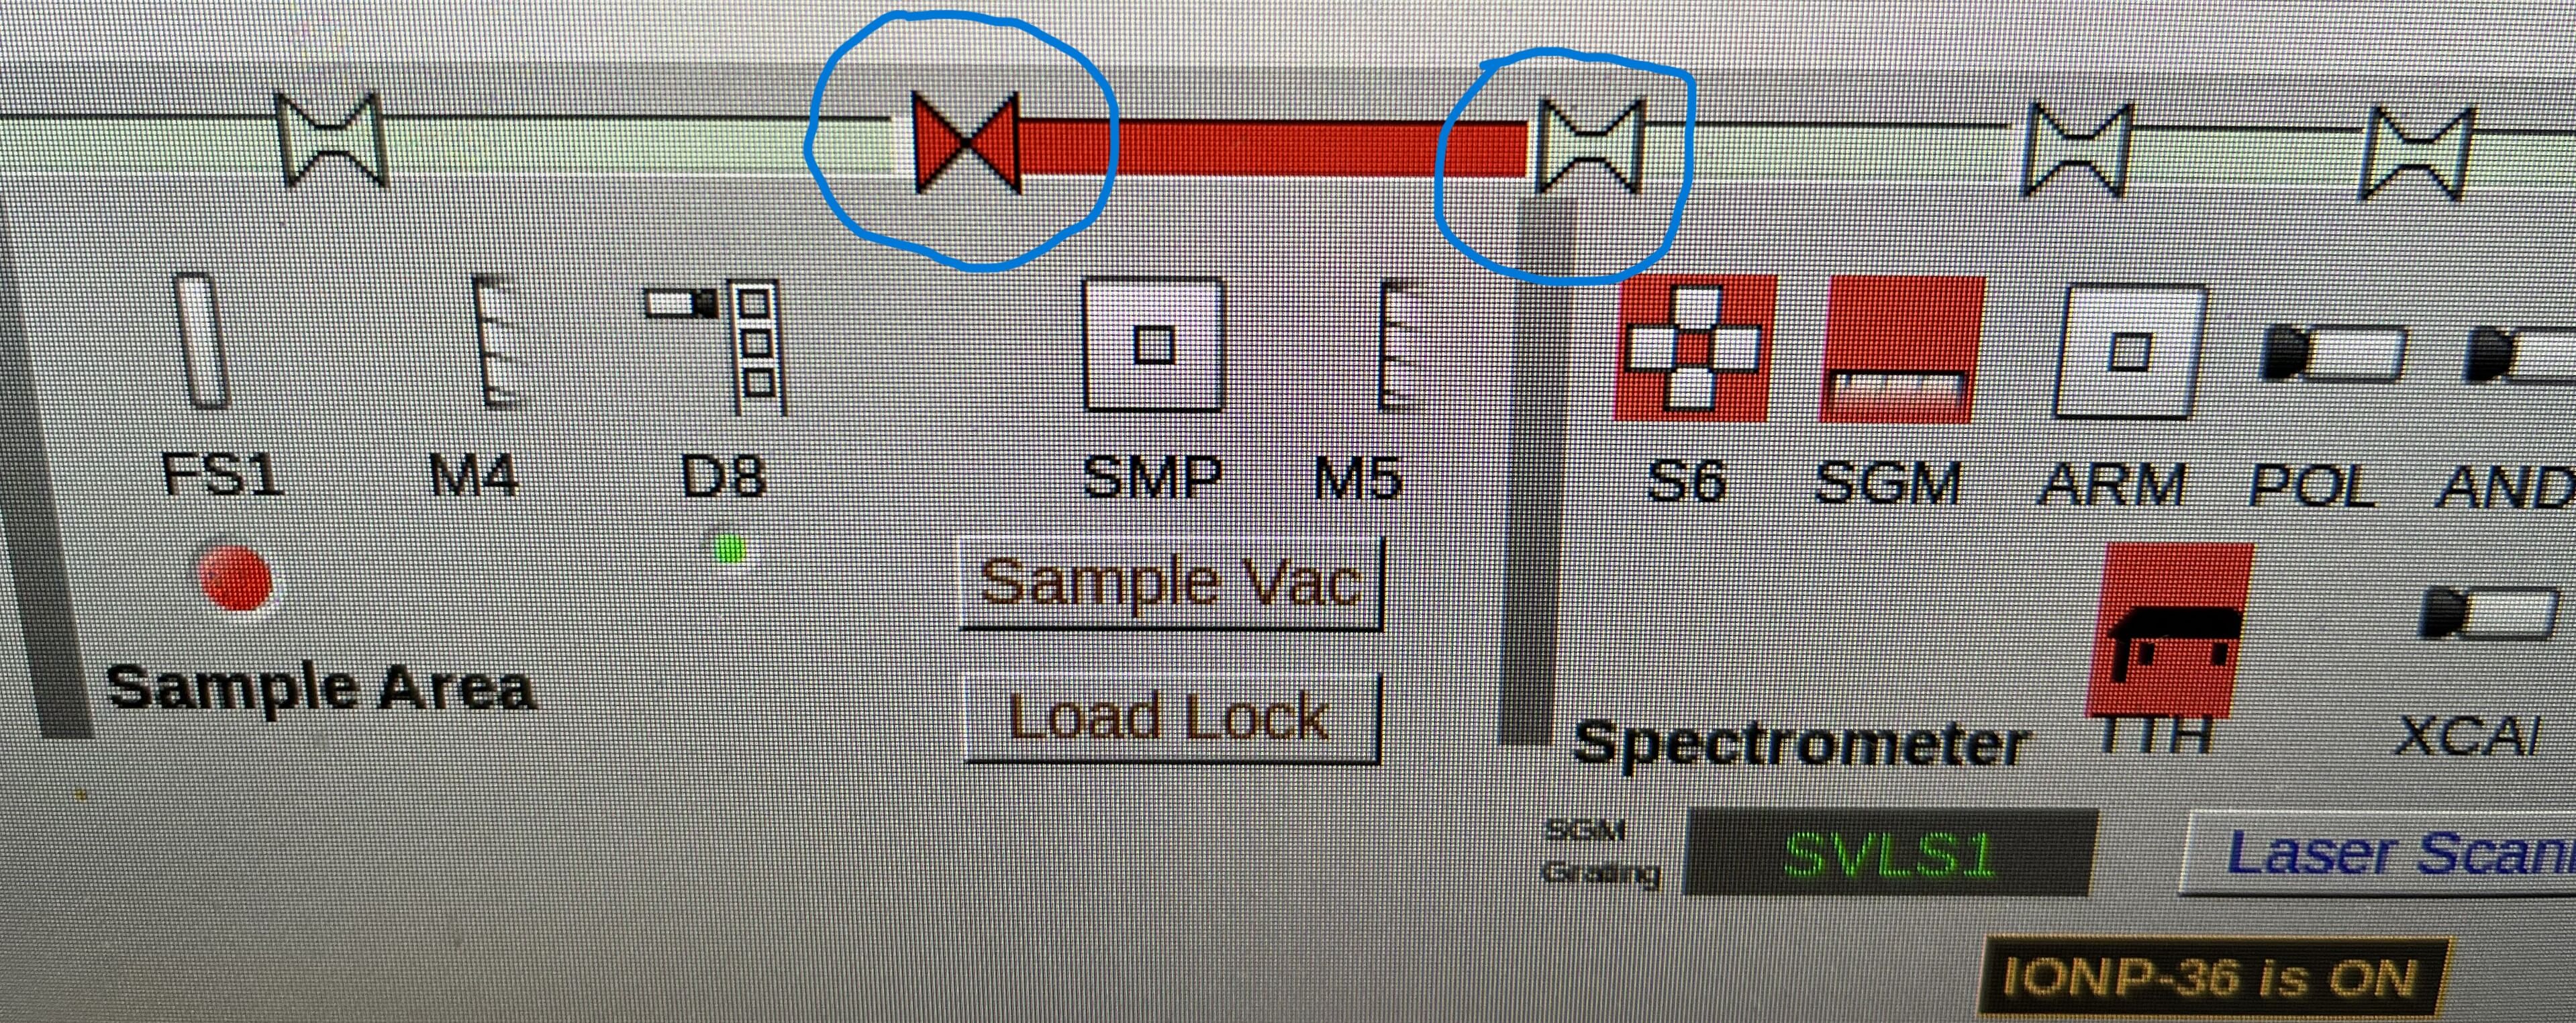 FS1 M4 D8 SMP M5 S6 SGM ARM POL AND
Sample Vac
Sample Area
Load Lock
Spectrometer
TTH XCAI
SGM
Grating
SVLS1
Laser Scan
IONP-36 is ON